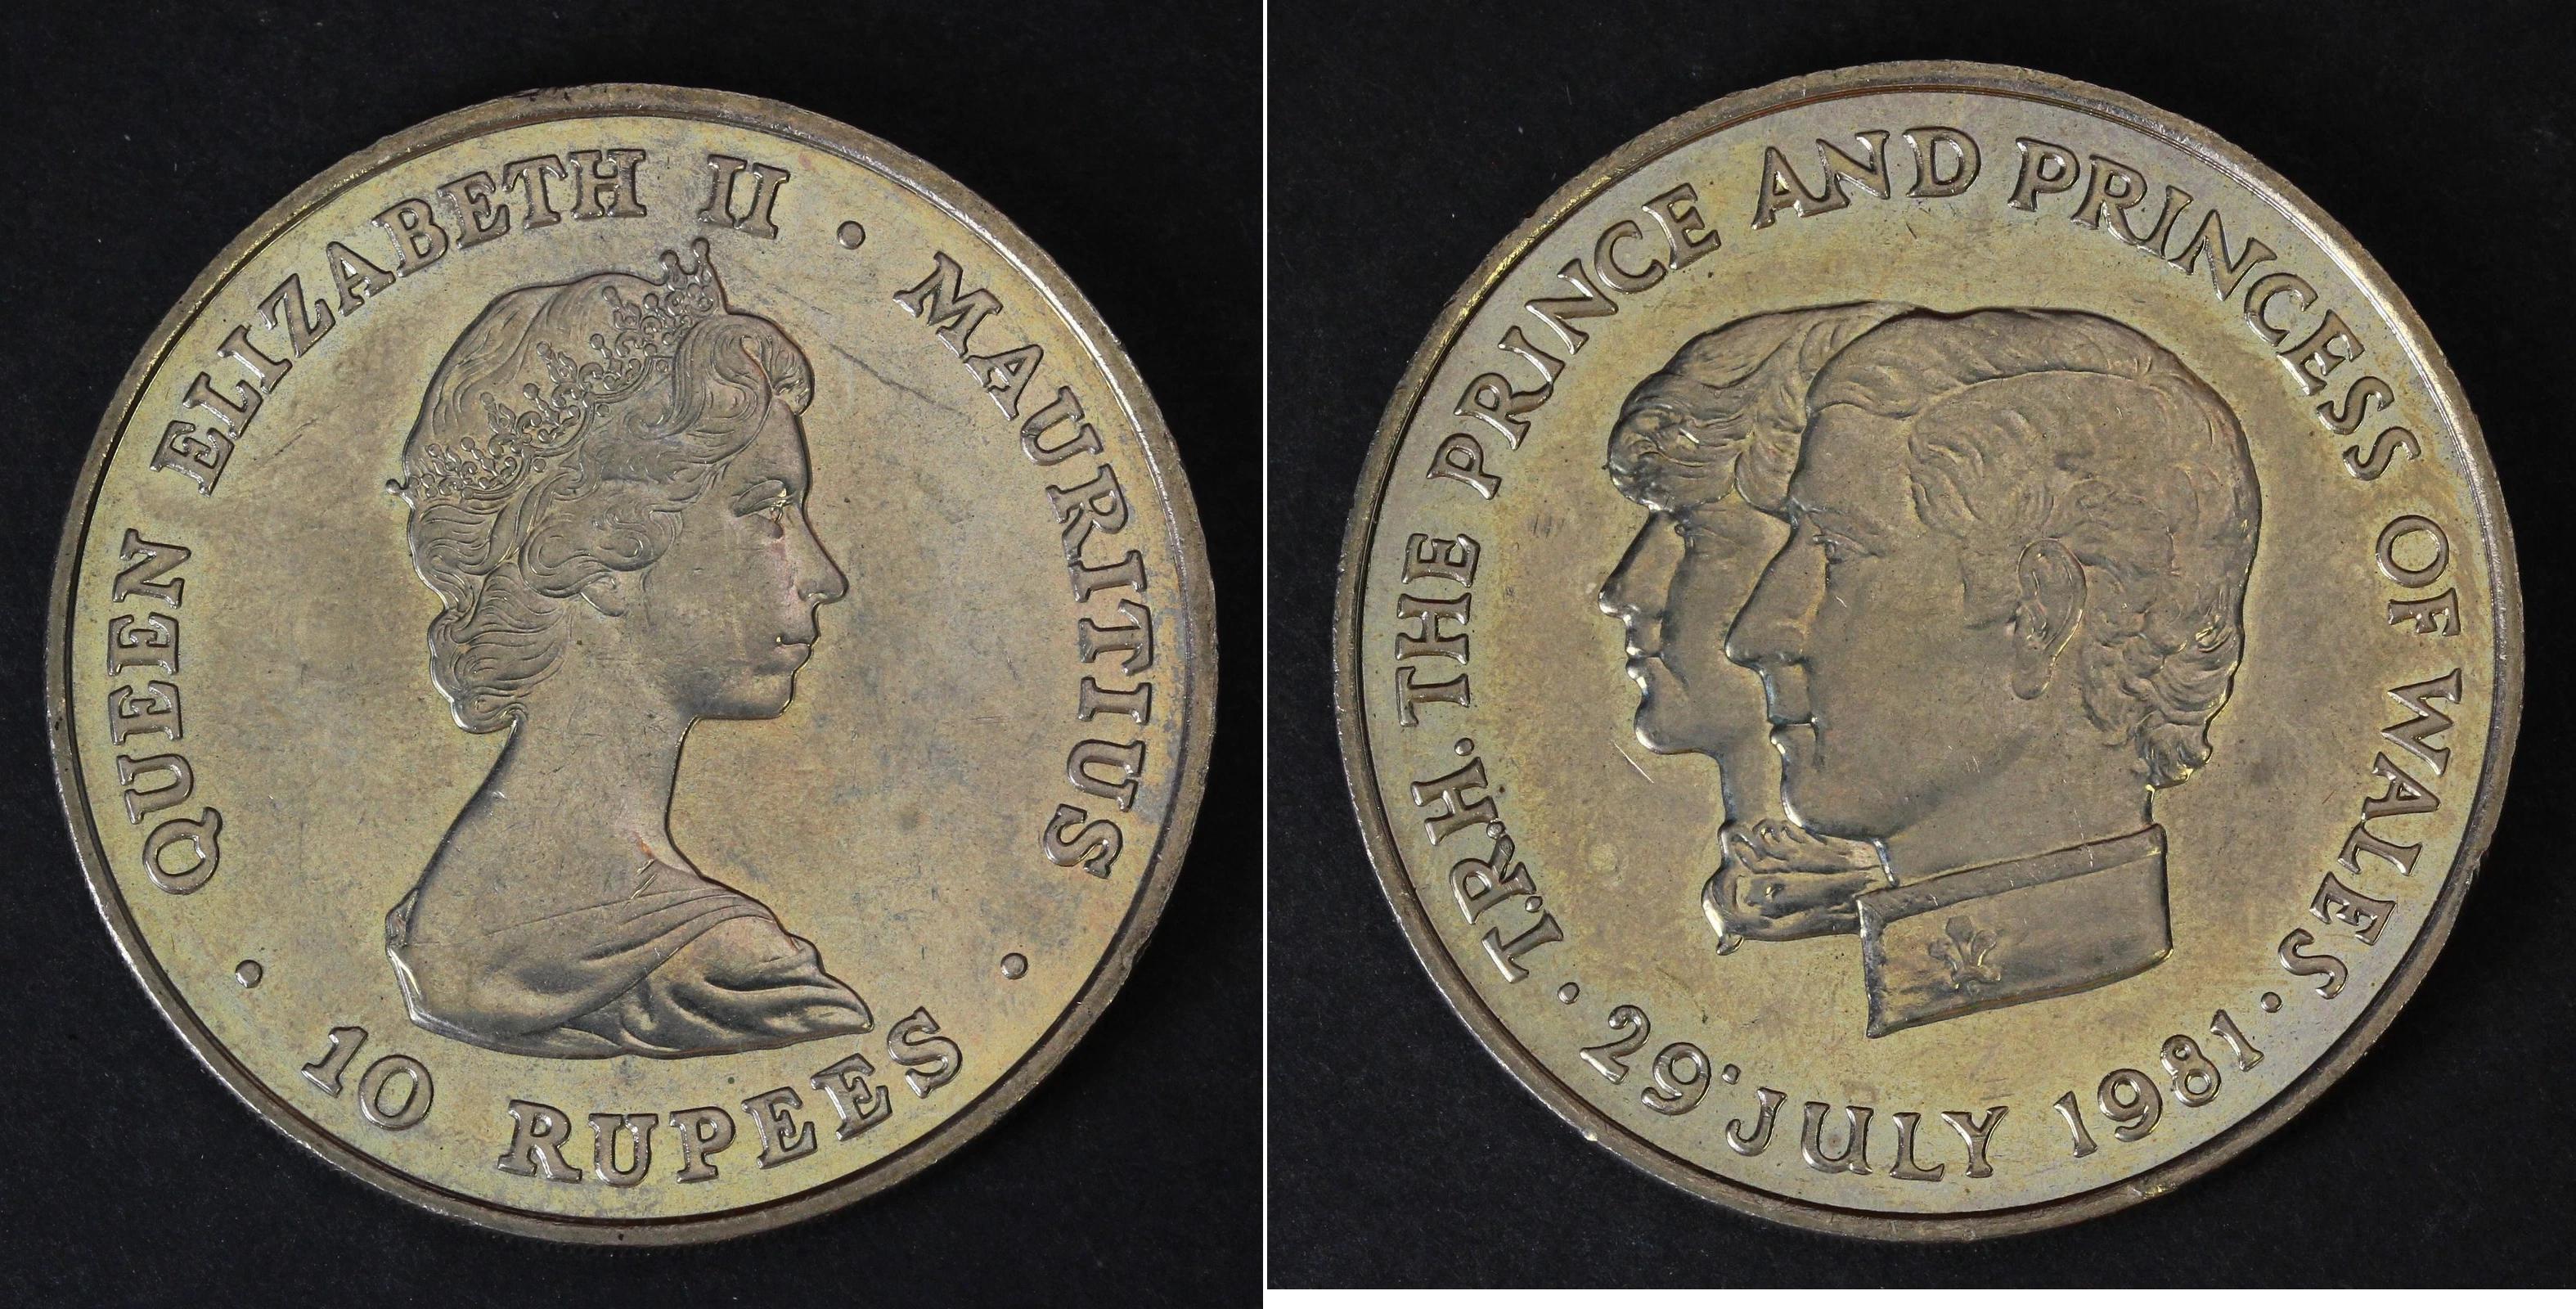 QUEEN ELIZABETH II • MAURITIUS
• 10 RUPEES •
T.R.H. THE PRINCE AND PRINCESS OF WALES
• 29• JULY 1981 •